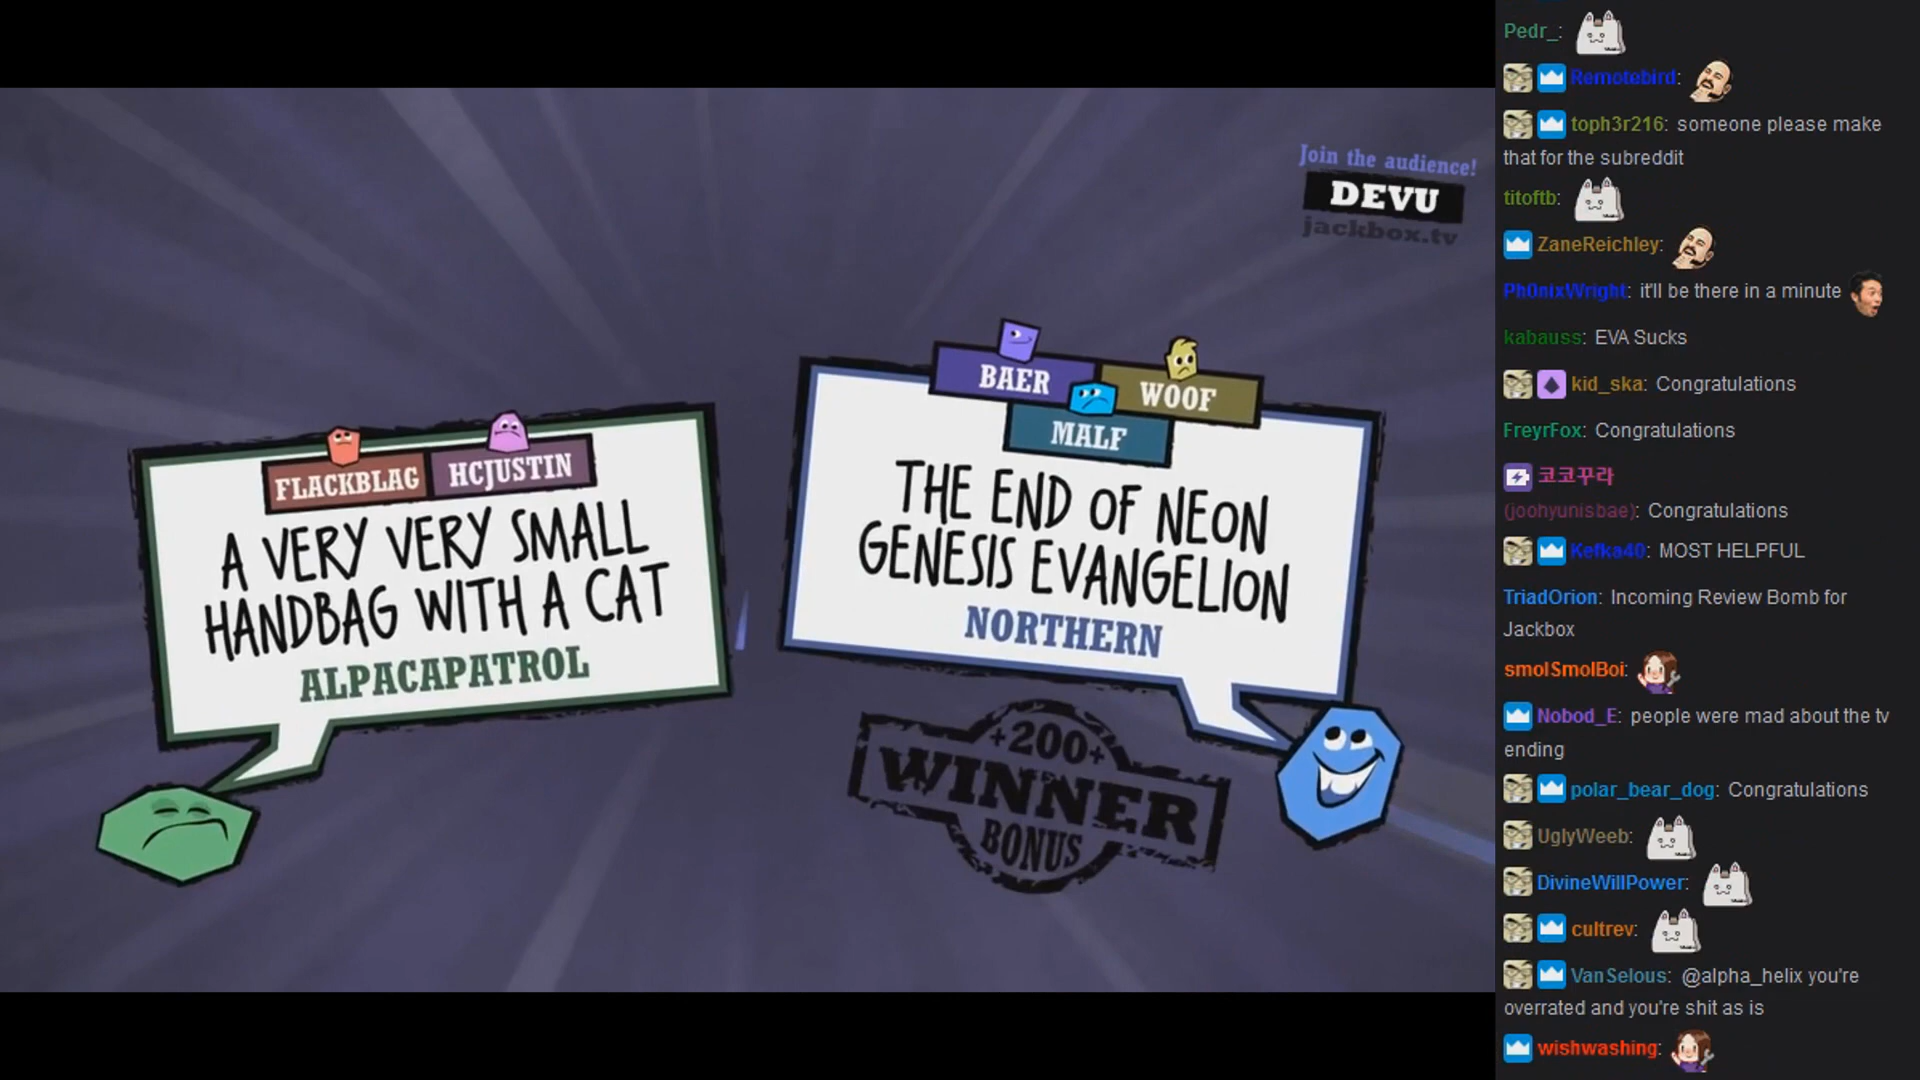 Join the audience!
DEVU
jackbox.tv
FLACKBLAG
HCJUSTIN
A VERY VERY SMALL
HANDBAG WITH A CAT
ALPACAPATROL
BAER
WOOF
MALF
THE END OF NEON
GENESIS EVANGELION
NORTHERN
+200+
WINNER
BONUS
Pedr_:
Remotebird:
toph3r216: someone please make
that for the subreddit
titoftb:
ZaneReichley:
Ph0nixWright: it'll be there in a minute
kabauss: EVA Sucks
kid_ska: Congratulations
FreyrFox: Congratulations
코코꾸라
(joohyunisbae): Congratulations
Kefka40: MOST HELPFUL
TriadOrion: Incoming Review Bomb for
Jackbox
smolSmolBoi:
Nobod_E: people were mad about the tv
ending
polar_bear_dog: Congratulations
UglyWeeb:
DivineWillPower:
cultrev:
VanSelous: @alpha_helix you're
overrated and you're shit as is
wishwashing: